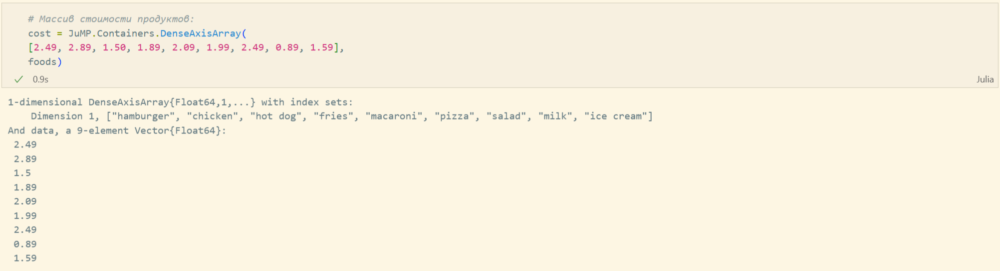 # Массив стоимости продуктов:
cost = JuMP.Containers.DenseAxisArray(
[2.49, 2.89, 1.50, 1.89, 2.09, 1.99, 2.49, 0.89, 1.59],
foods)
0.9s
Julia
1-dimensional DenseAxisArray{Float64,1,...} with index sets:
    Dimension 1, ["hamburger", "chicken", "hot dog", "fries", "macaroni", "pizza", "salad", "milk", "ice cream"]
And data, a 9-element Vector{Float64}:
 2.49
 2.89
 1.5
 1.89
 2.09
 1.99
 2.49
 0.89
 1.59